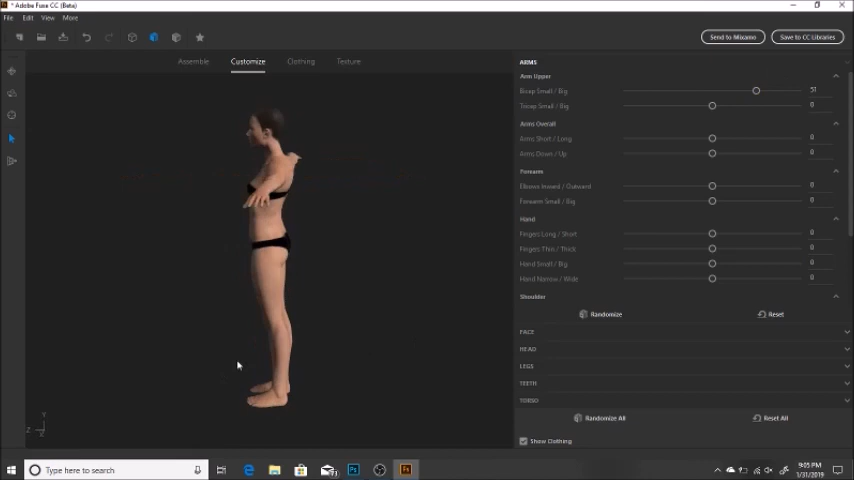 * Adobe Fuse CC (Beta)
File Edit View More
Send to Mixamo
Save to CC Libraries
Assemble
Customize
Clothing
Texture
ARMS
Arm Upper
Bicep Small / Big 51
Tricep Small / Big 0
Arms Overall
Arms Short / Long 0
Arms Down / Up 0
Forearm
Elbows Inward / Outward 0
Forearm Small / Big 0
Hand
Fingers Long / Short 0
Fingers Thin / Thick 0
Hand Small / Big 0
Hand Narrow / Wide 0
Shoulder
Randomize
Reset
FACE
HEAD
LEGS
TEETH
TORSO
Randomize All
Reset All
Show Clothing
Y
Z
Type here to search
9:05 PM
1/31/2019